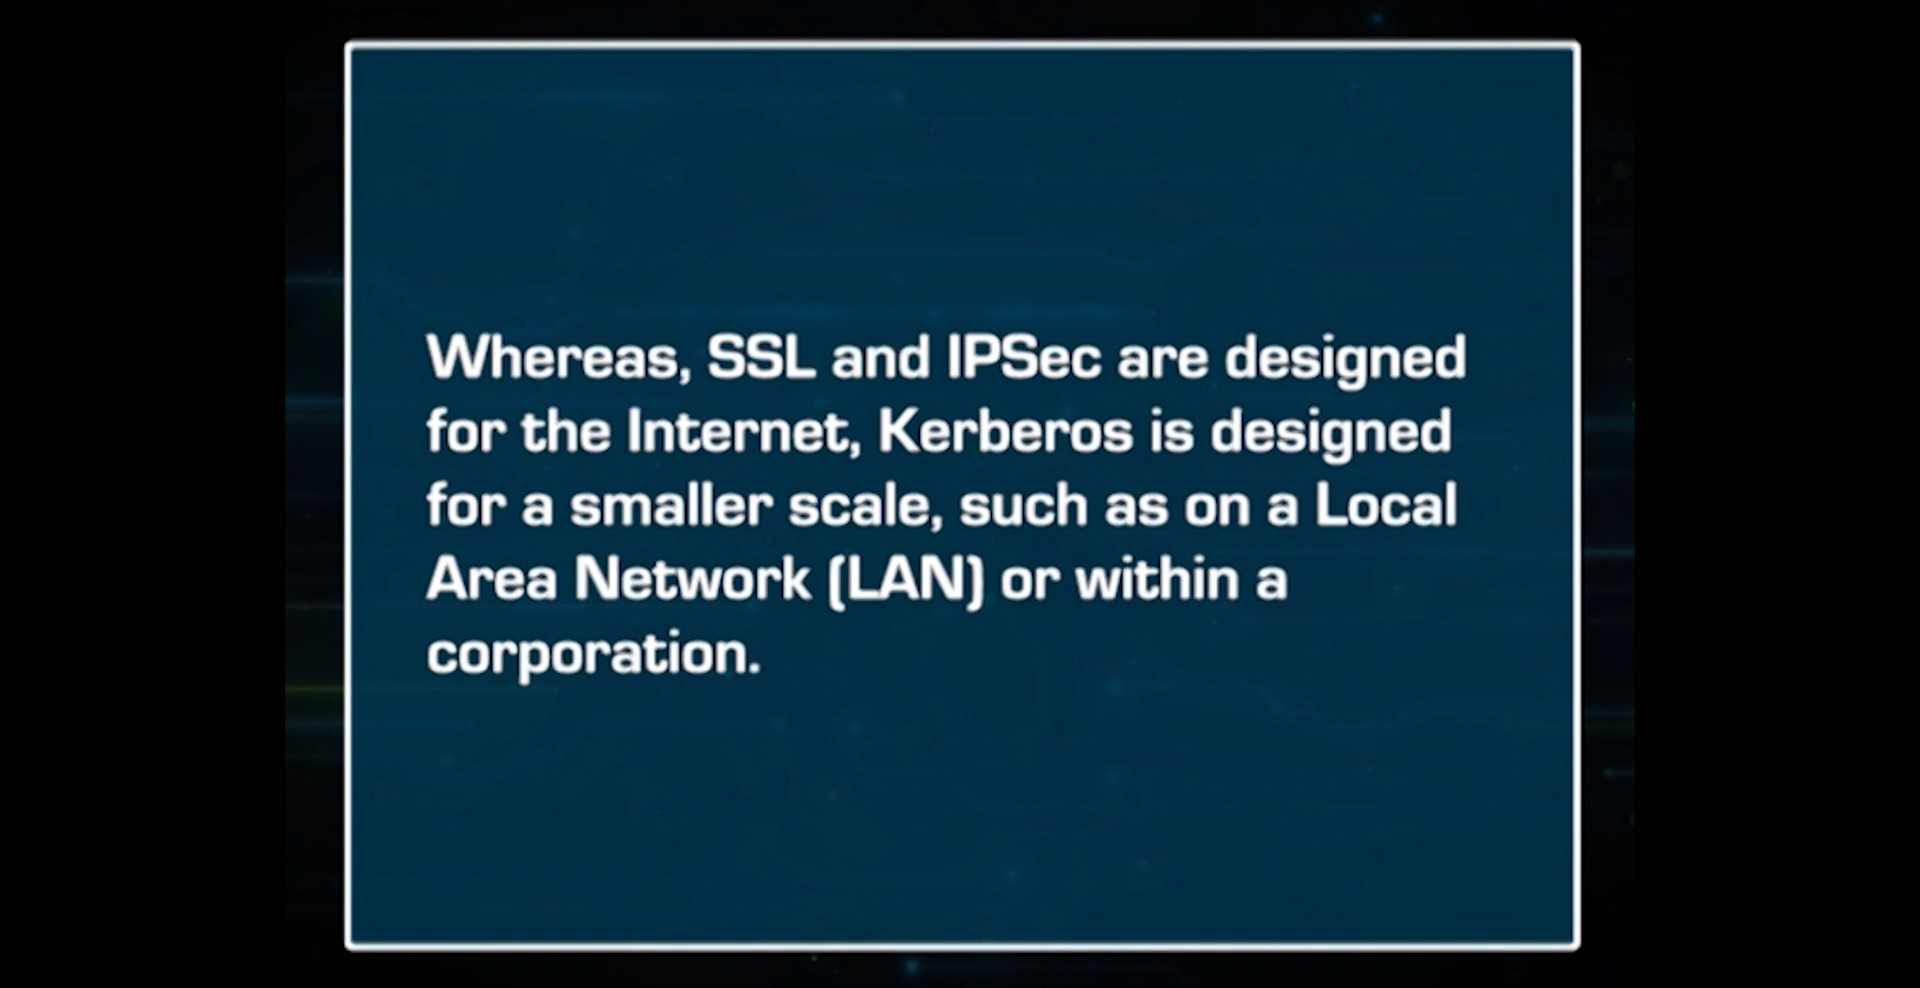 Whereas, SSL and IPSec are designed
for the Internet, Kerberos is designed
for a smaller scale, such as on a Local
Area Network (LAN) or within a
corporation.